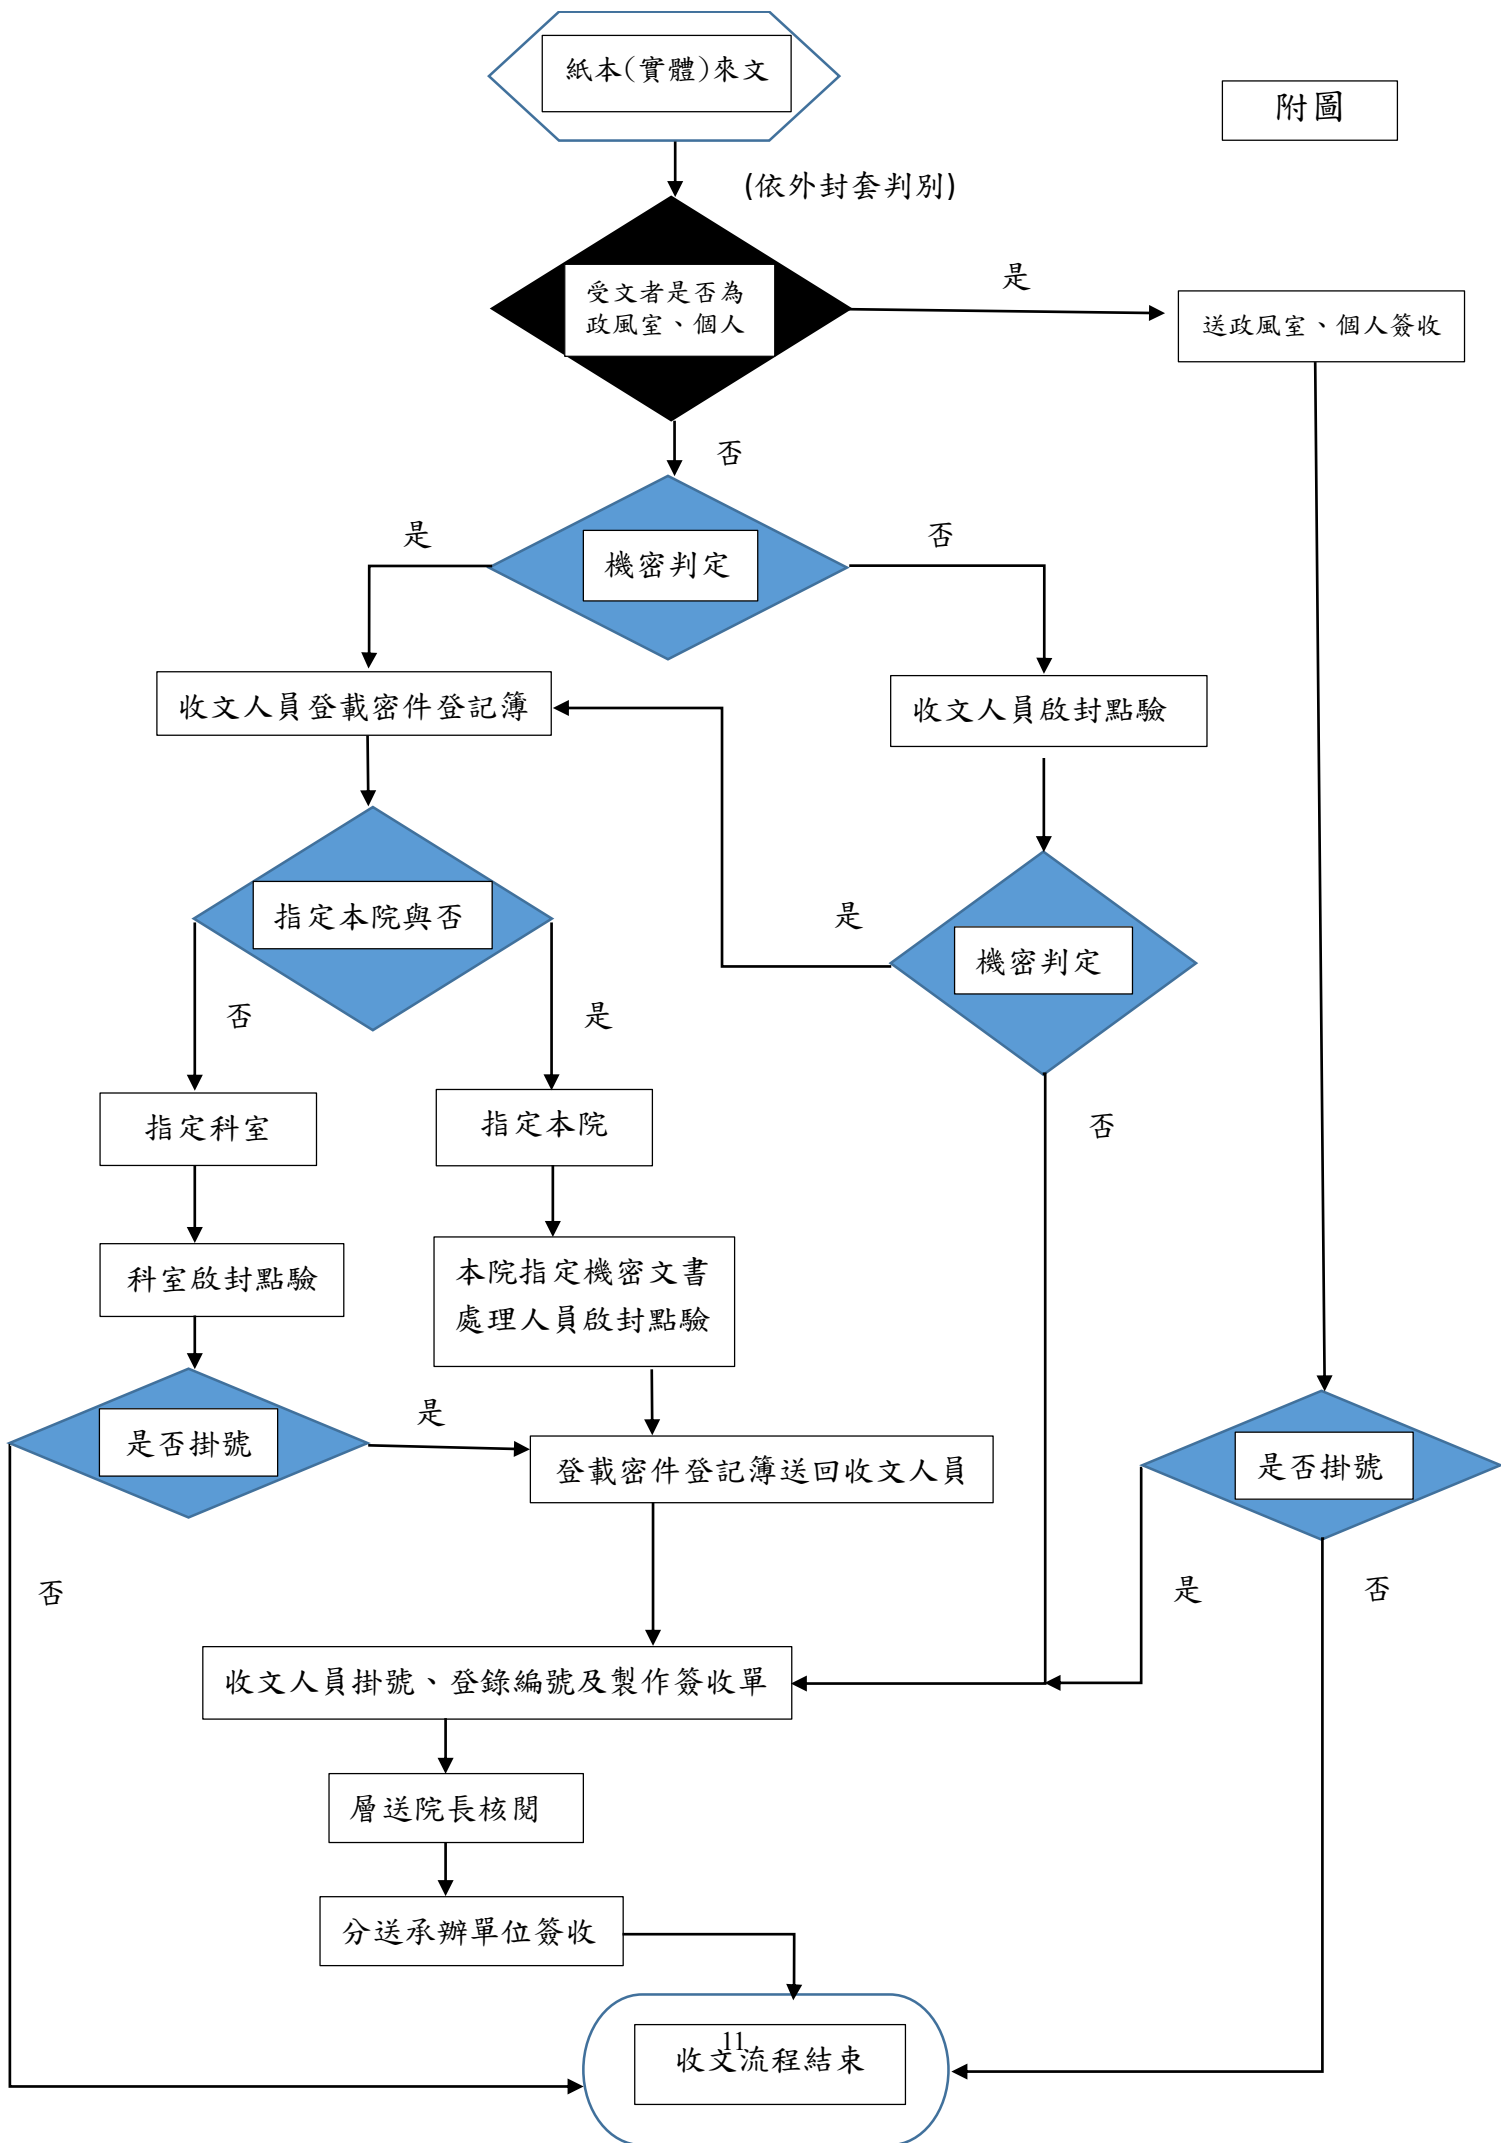 紙本(實體)來文
附圖
(依外封套判別)
受文者是否為
政風室、個人
是
送政風室、個人簽收
否
是
機密判定
否
收文人員登載密件登記簿
收文人員啟封點驗
指定本院與否
是
機密判定
否
是
指定科室
指定本院
否
科室啟封點驗
本院指定機密文書
處理人員啟封點驗
是否掛號
是
登載密件登記簿送回收文人員
是否掛號
否
是
否
收文人員掛號、登錄編號及製作簽收單
層送院長核閱
分送承辦單位簽收
11
收文流程結束